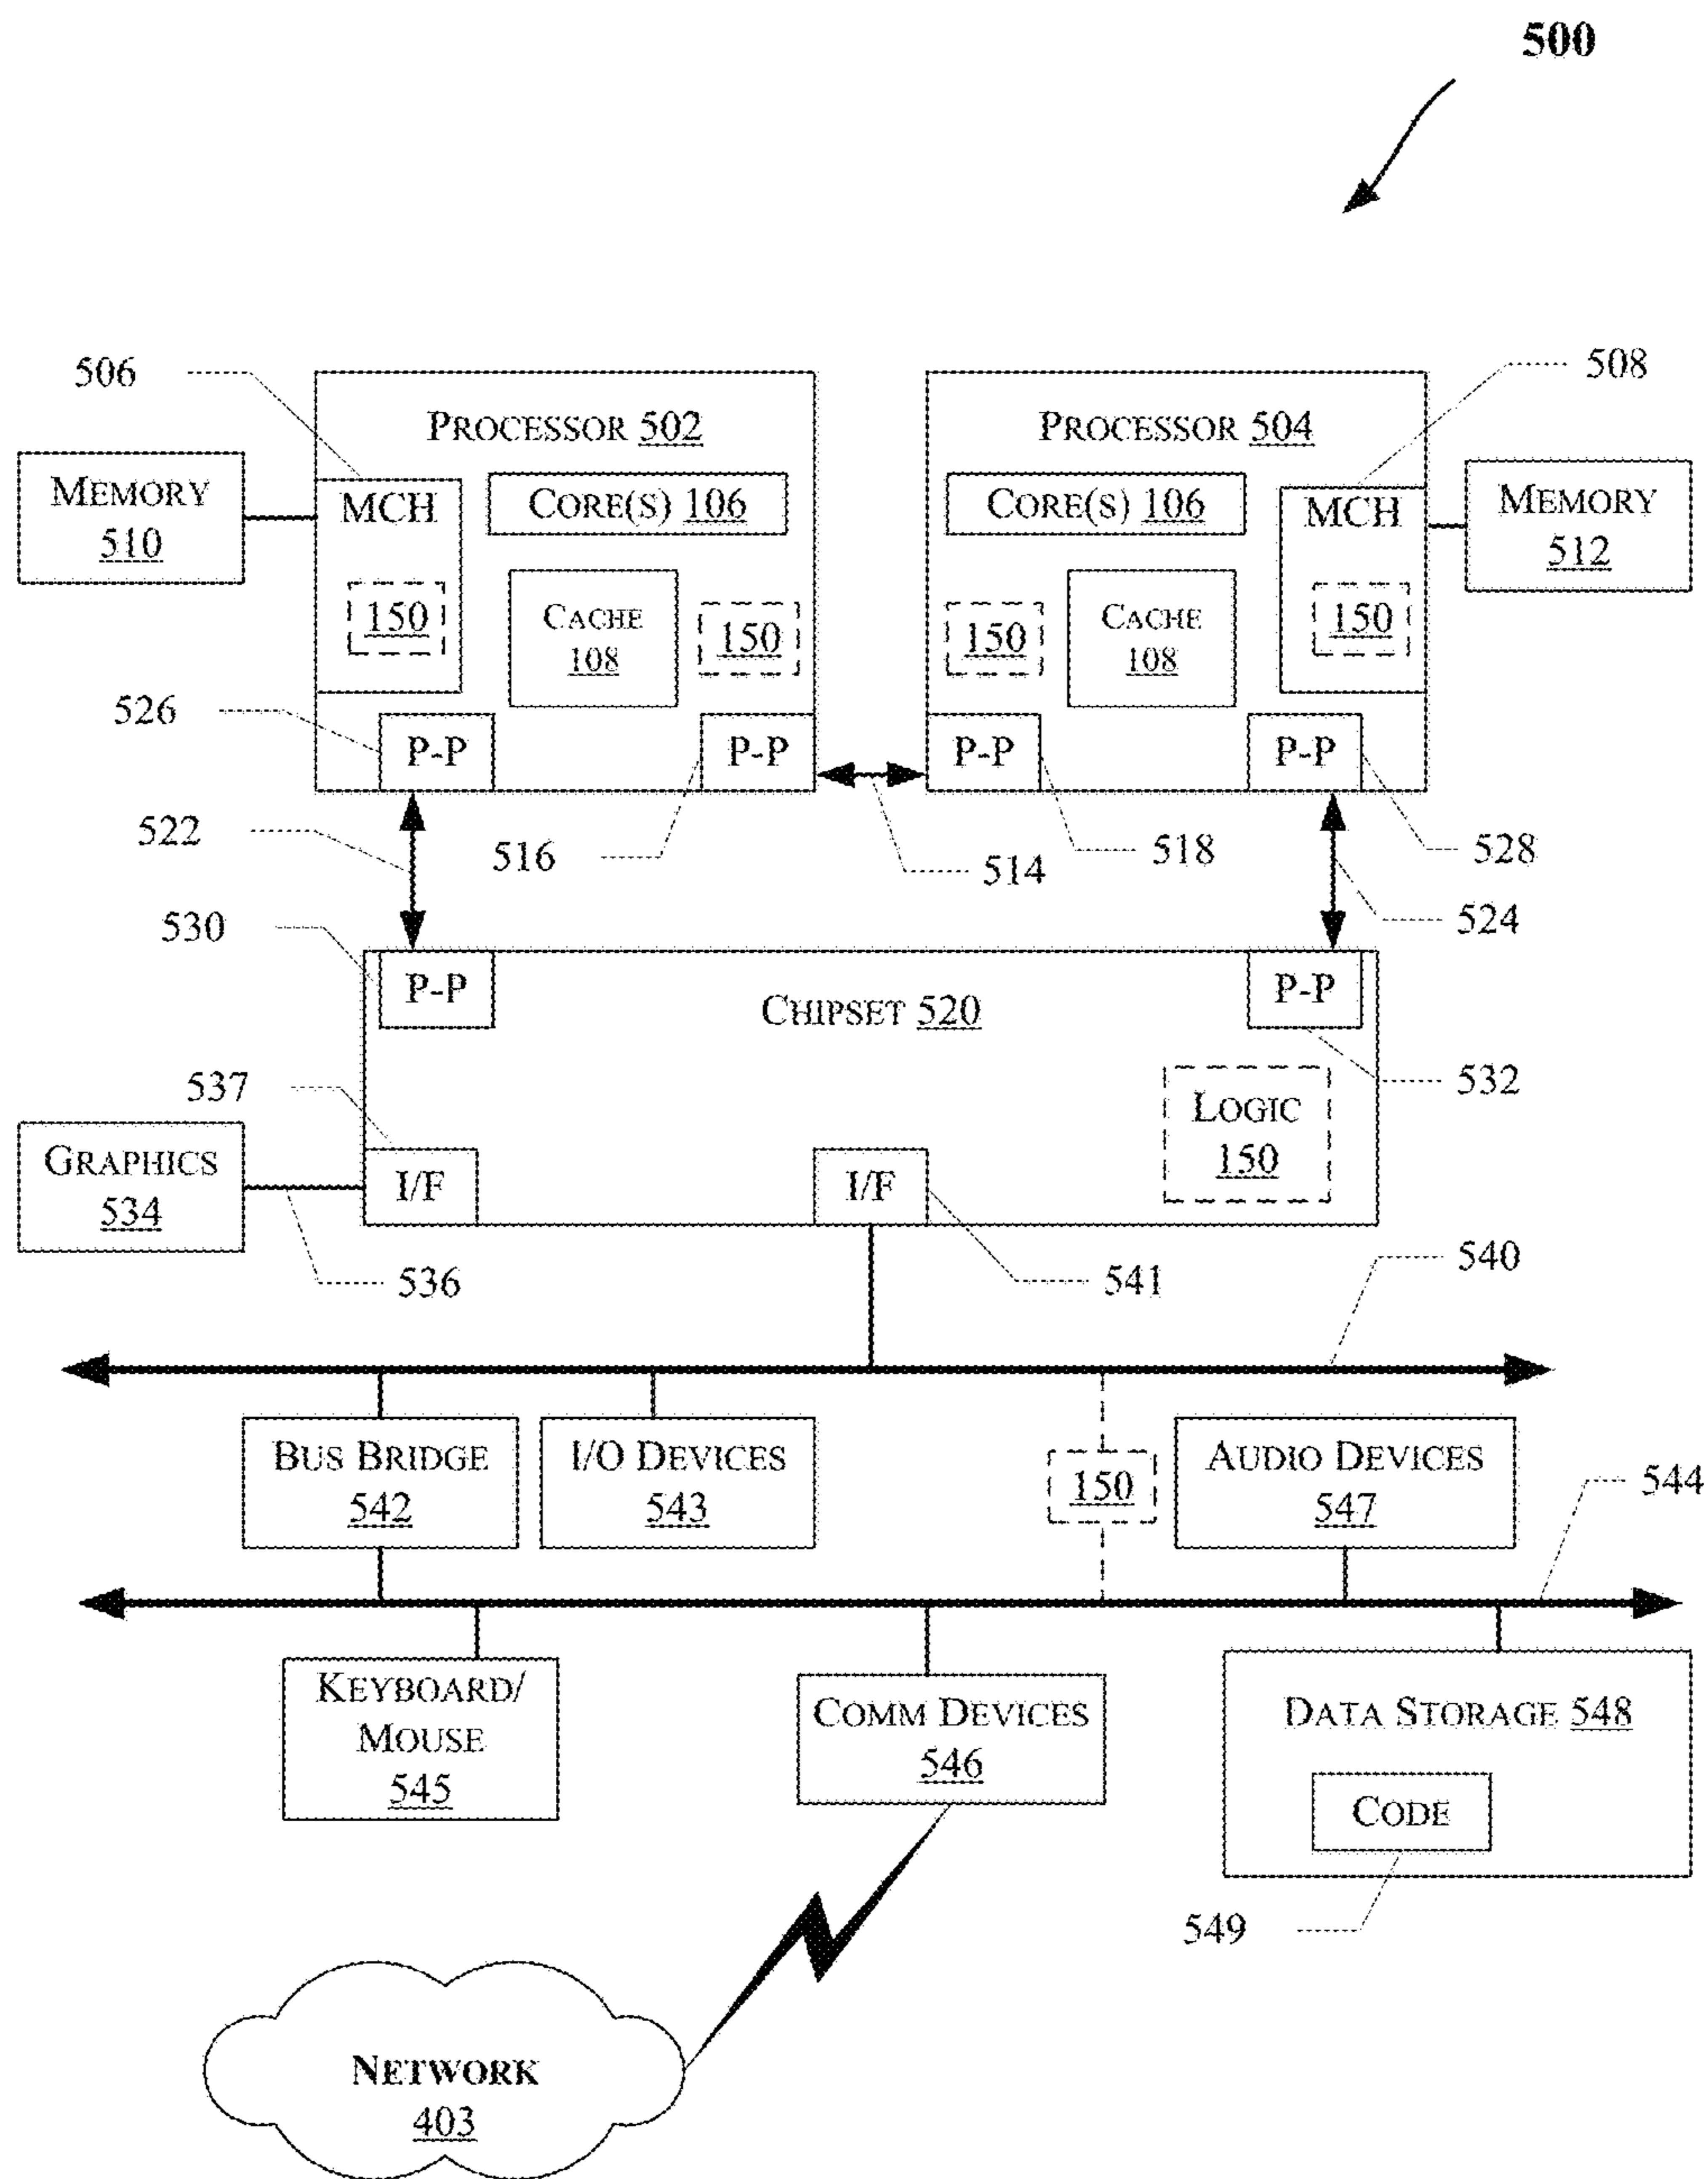 500
506
508
PROCESSOR 502
PROCESSOR 504
MEMORY
510
MCH
CORE(S) 106
CORE(S) 106
MCH
MEMORY
512
150
CACHE
108
150
150
CACHE
108
150
526
P-P
P-P
P-P
P-P
522
516
514
518
528
524
530
P-P
CHIPSET 520
P-P
537
532
LOGIC
150
GRAPHICS
534
I/F
I/F
536
541
540
BUS BRIDGE
542
I/O DEVICES
543
150
AUDIO DEVICES
547
544
KEYBOARD/
MOUSE
545
COMM DEVICES
546
DATA STORAGE 548
CODE
549
NETWORK
403